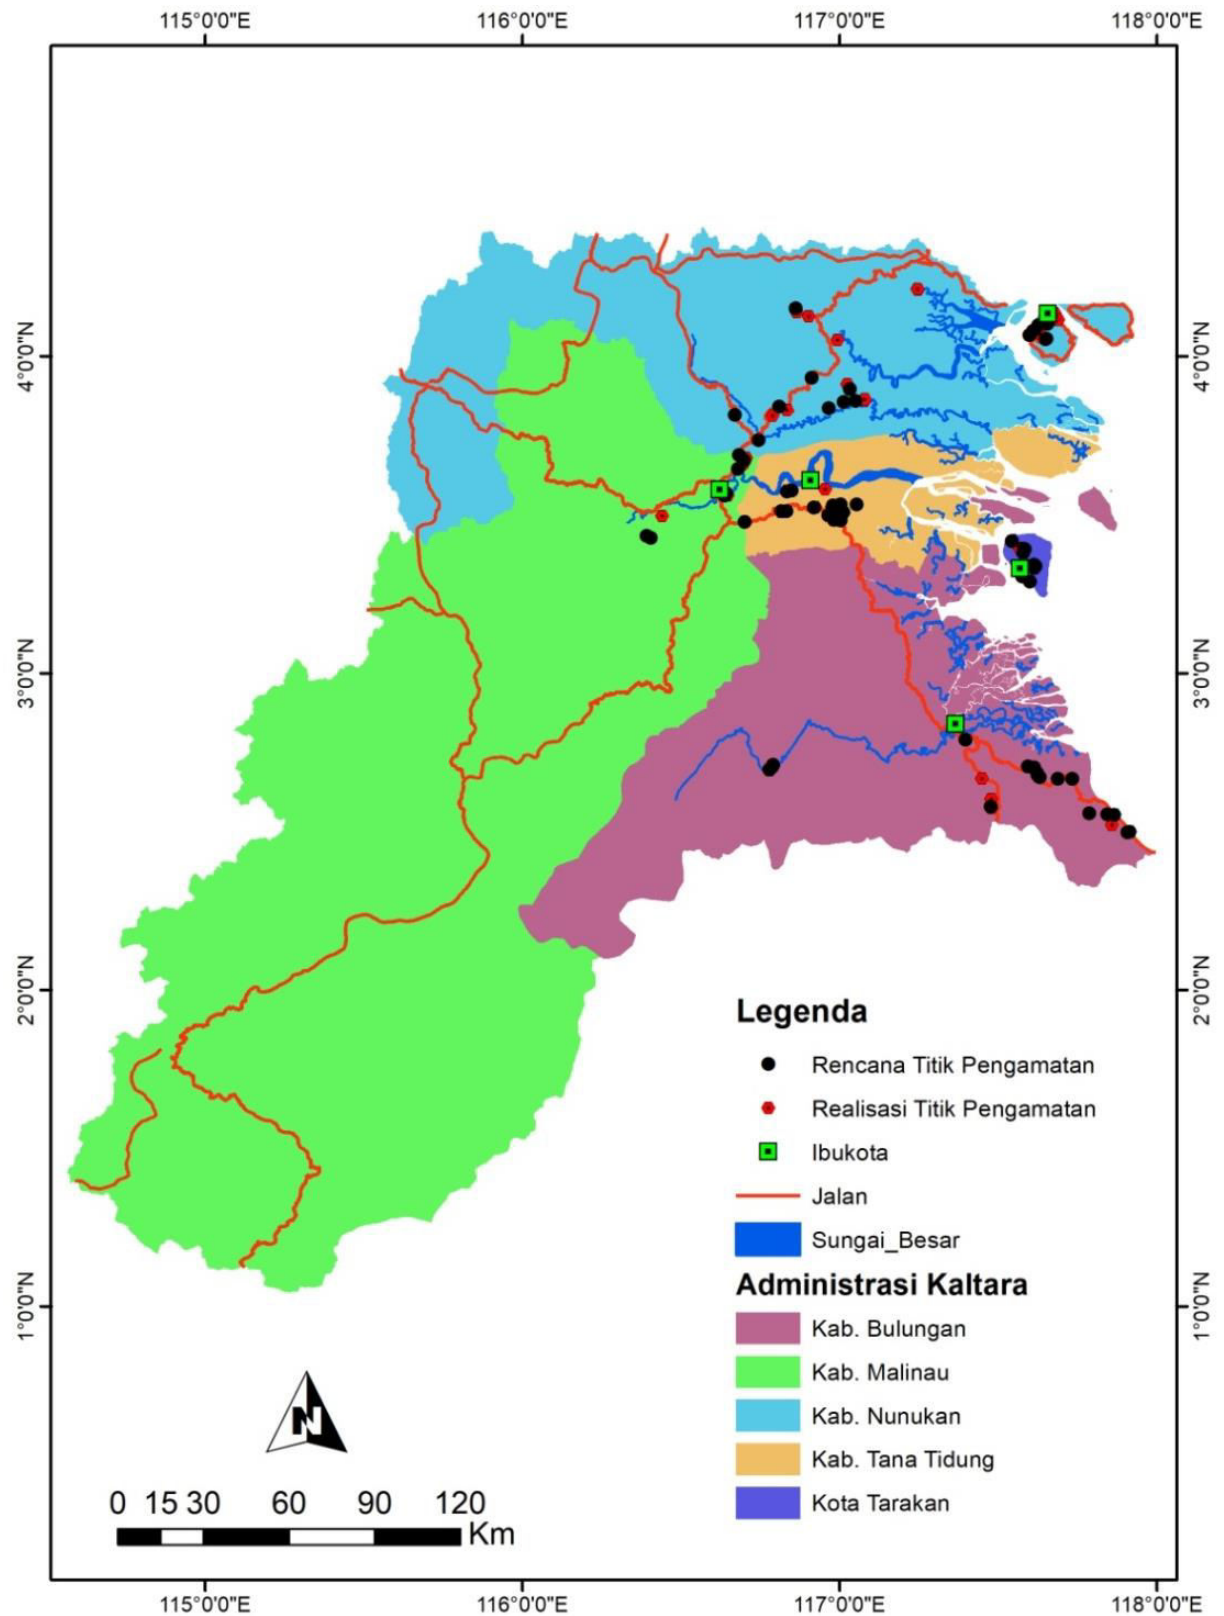 115°0'0"E 116°0'0"E 117°0'0"E 118°0'0"E
4°0'0"N 4°0'0"N
3°0'0"N 3°0'0"N
2°0'0"N 2°0'0"N
Legenda
Rencana Titik Pengamatan
Realisasi Titik Pengamatan
Ibukota
Jalan
Sungai_Besar
1°0'0"N 1°0'0"N
Administrasi Kaltara
Kab. Bulungan
Kab. Malinau
Kab. Nunukan
Kab. Tana Tidung
Kota Tarakan
N
0 15 30 60 90 120
Km
115°0'0"E 116°0'0"E 117°0'0"E 118°0'0"E